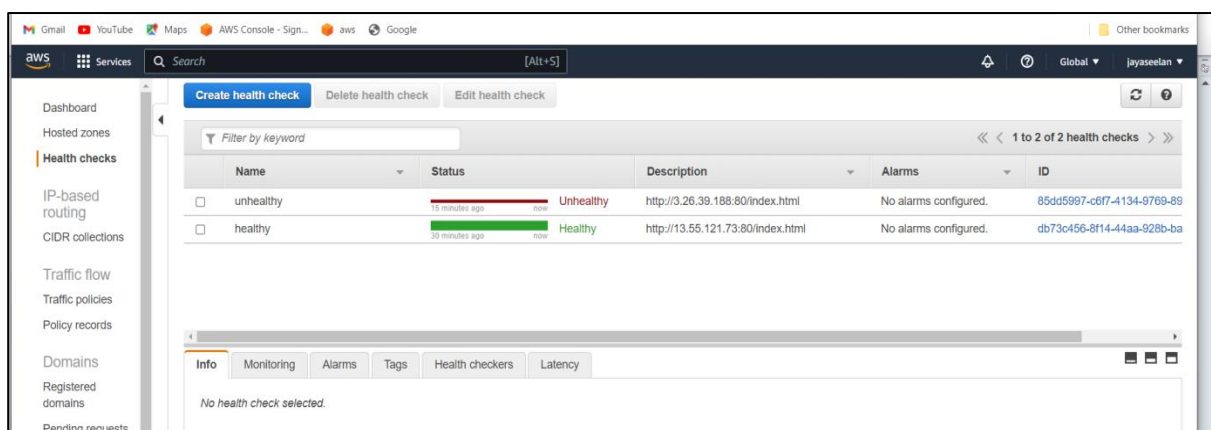 Gmail YouTube Maps AWS Console - Sign... aws Google Other bookmarks
aws Services Search [Alt+S] Global jayaseelan
Create health check Delete health check Edit health check
Dashboard
Hosted zones
Health checks
IP-based
routing
CIDR collections
Traffic flow
Traffic policies
Policy records
Domains
Registered
domains
Pending requests
Filter by keyword 1 to 2 of 2 health checks
Name Status Description Alarms ID
unhealthy 15 minutes ago now Unhealthy http://3.26.39.188:80/index.html No alarms configured. 85dd5997-c6f7-4134-9769-89
healthy 30 minutes ago now Healthy http://13.55.121.73:80/index.html No alarms configured. db73c456-8f14-44aa-928b-ba
Info Monitoring Alarms Tags Health checkers Latency
No health check selected.